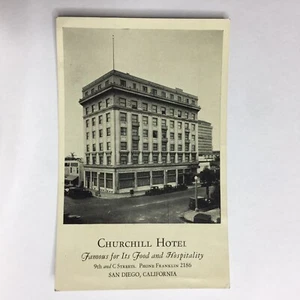 CHURCHILL HOTEL
Famous for Its Food and Hospitality
9th and C Streets. Phone Franklin 2186
SAN DIEGO, CALIFORNIA